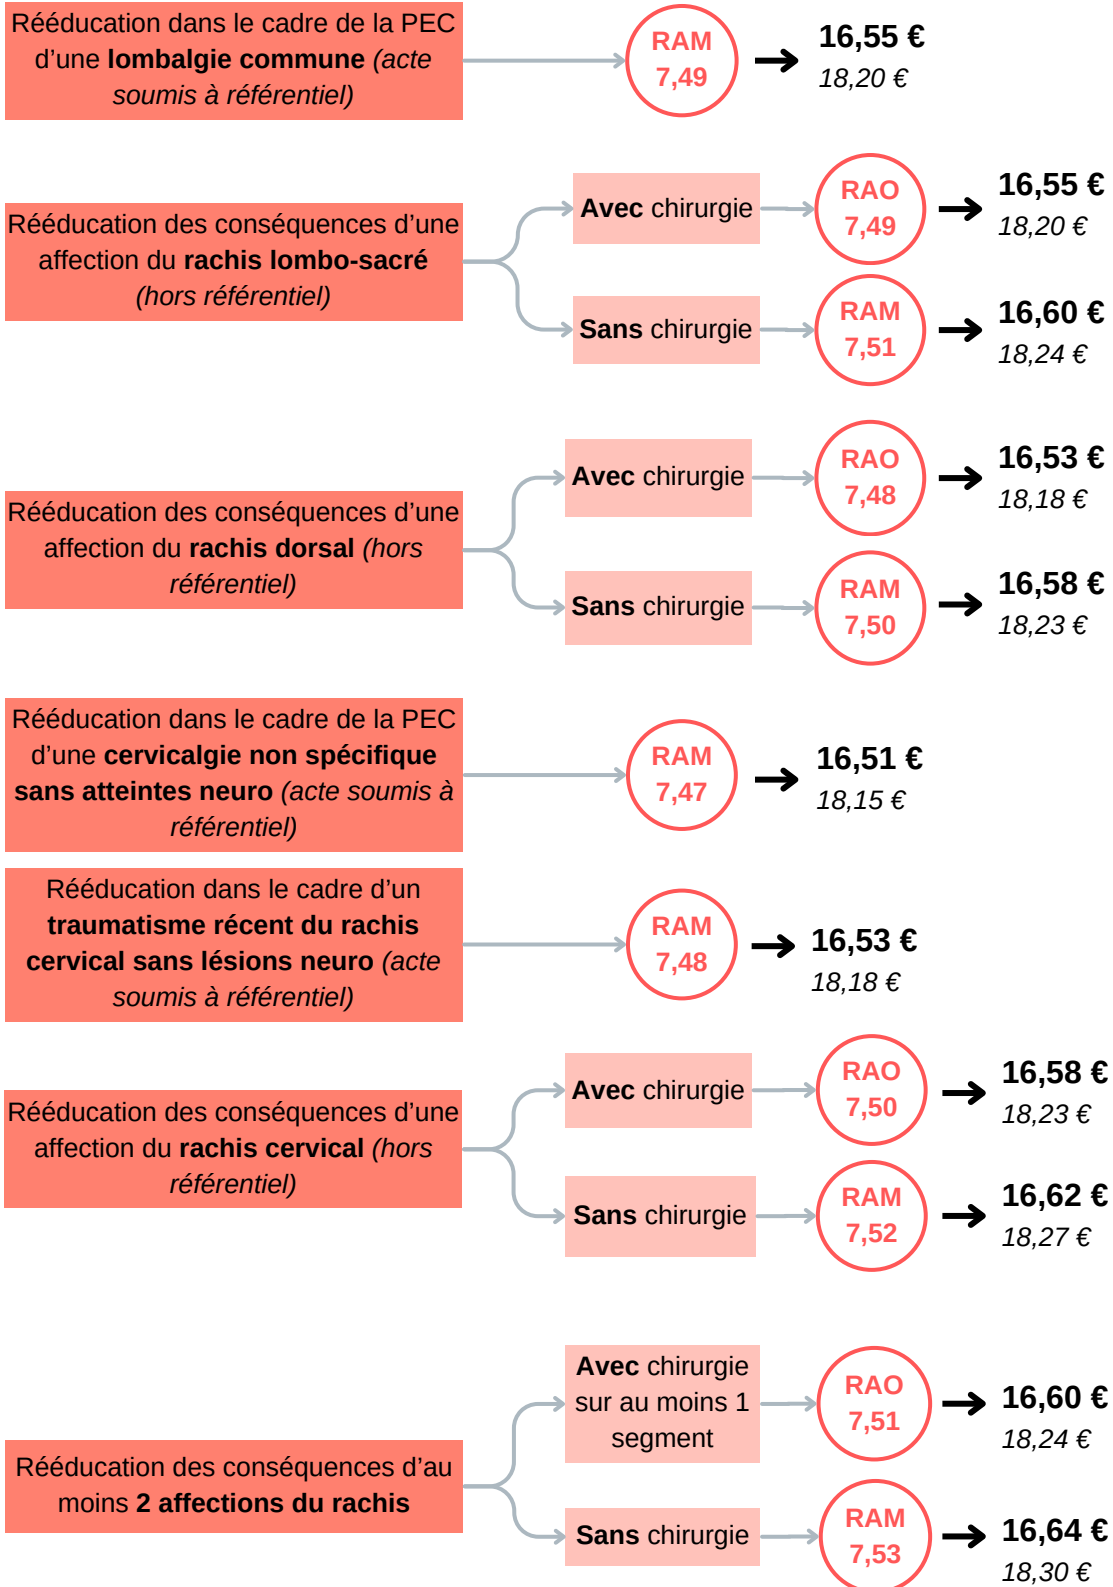 Rééducation dans le cadre de la PEC
d’une lombalgie commune (acte
soumis à référentiel)
RAM
7,49
16,55 €
18,20 €
Rééducation des conséquences d’une
affection du rachis lombo-sacré
(hors référentiel)
Avec chirurgie
RAO
7,49
16,55 €
18,20 €
Sans chirurgie
RAM
7,51
16,60 €
18,24 €
Rééducation des conséquences d’une
affection du rachis dorsal (hors
référentiel)
Avec chirurgie
RAO
7,48
16,53 €
18,18 €
Sans chirurgie
RAM
7,50
16,58 €
18,23 €
Rééducation dans le cadre de la PEC
d’une cervicalgie non spécifique
sans atteintes neuro (acte soumis à
référentiel)
RAM
7,47
16,51 €
18,15 €
Rééducation dans le cadre d’un
traumatisme récent du rachis
cervical sans lésions neuro (acte
soumis à référentiel)
RAM
7,48
16,53 €
18,18 €
Rééducation des conséquences d’une
affection du rachis cervical (hors
référentiel)
Avec chirurgie
RAO
7,50
16,58 €
18,23 €
Sans chirurgie
RAM
7,52
16,62 €
18,27 €
Rééducation des conséquences d’au
moins 2 affections du rachis
Avec chirurgie
sur au moins 1
segment
RAO
7,51
16,60 €
18,24 €
Sans chirurgie
RAM
7,53
16,64 €
18,30 €